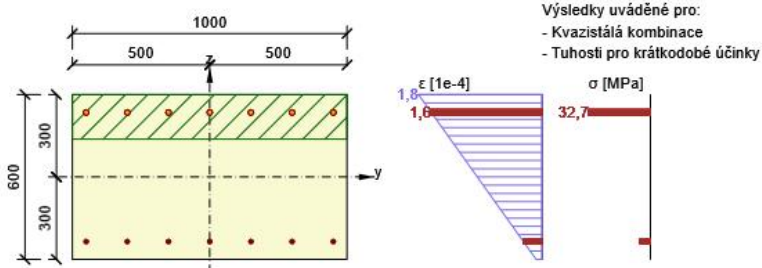 1000
500
500
z
y
600
300
300
Výsledky uváděné pro:
- Kvazistálá kombinace
- Tuhosti pro krátkodobé účinky
ε [1e-4]
σ [MPa]
1,8
1,6
32,7